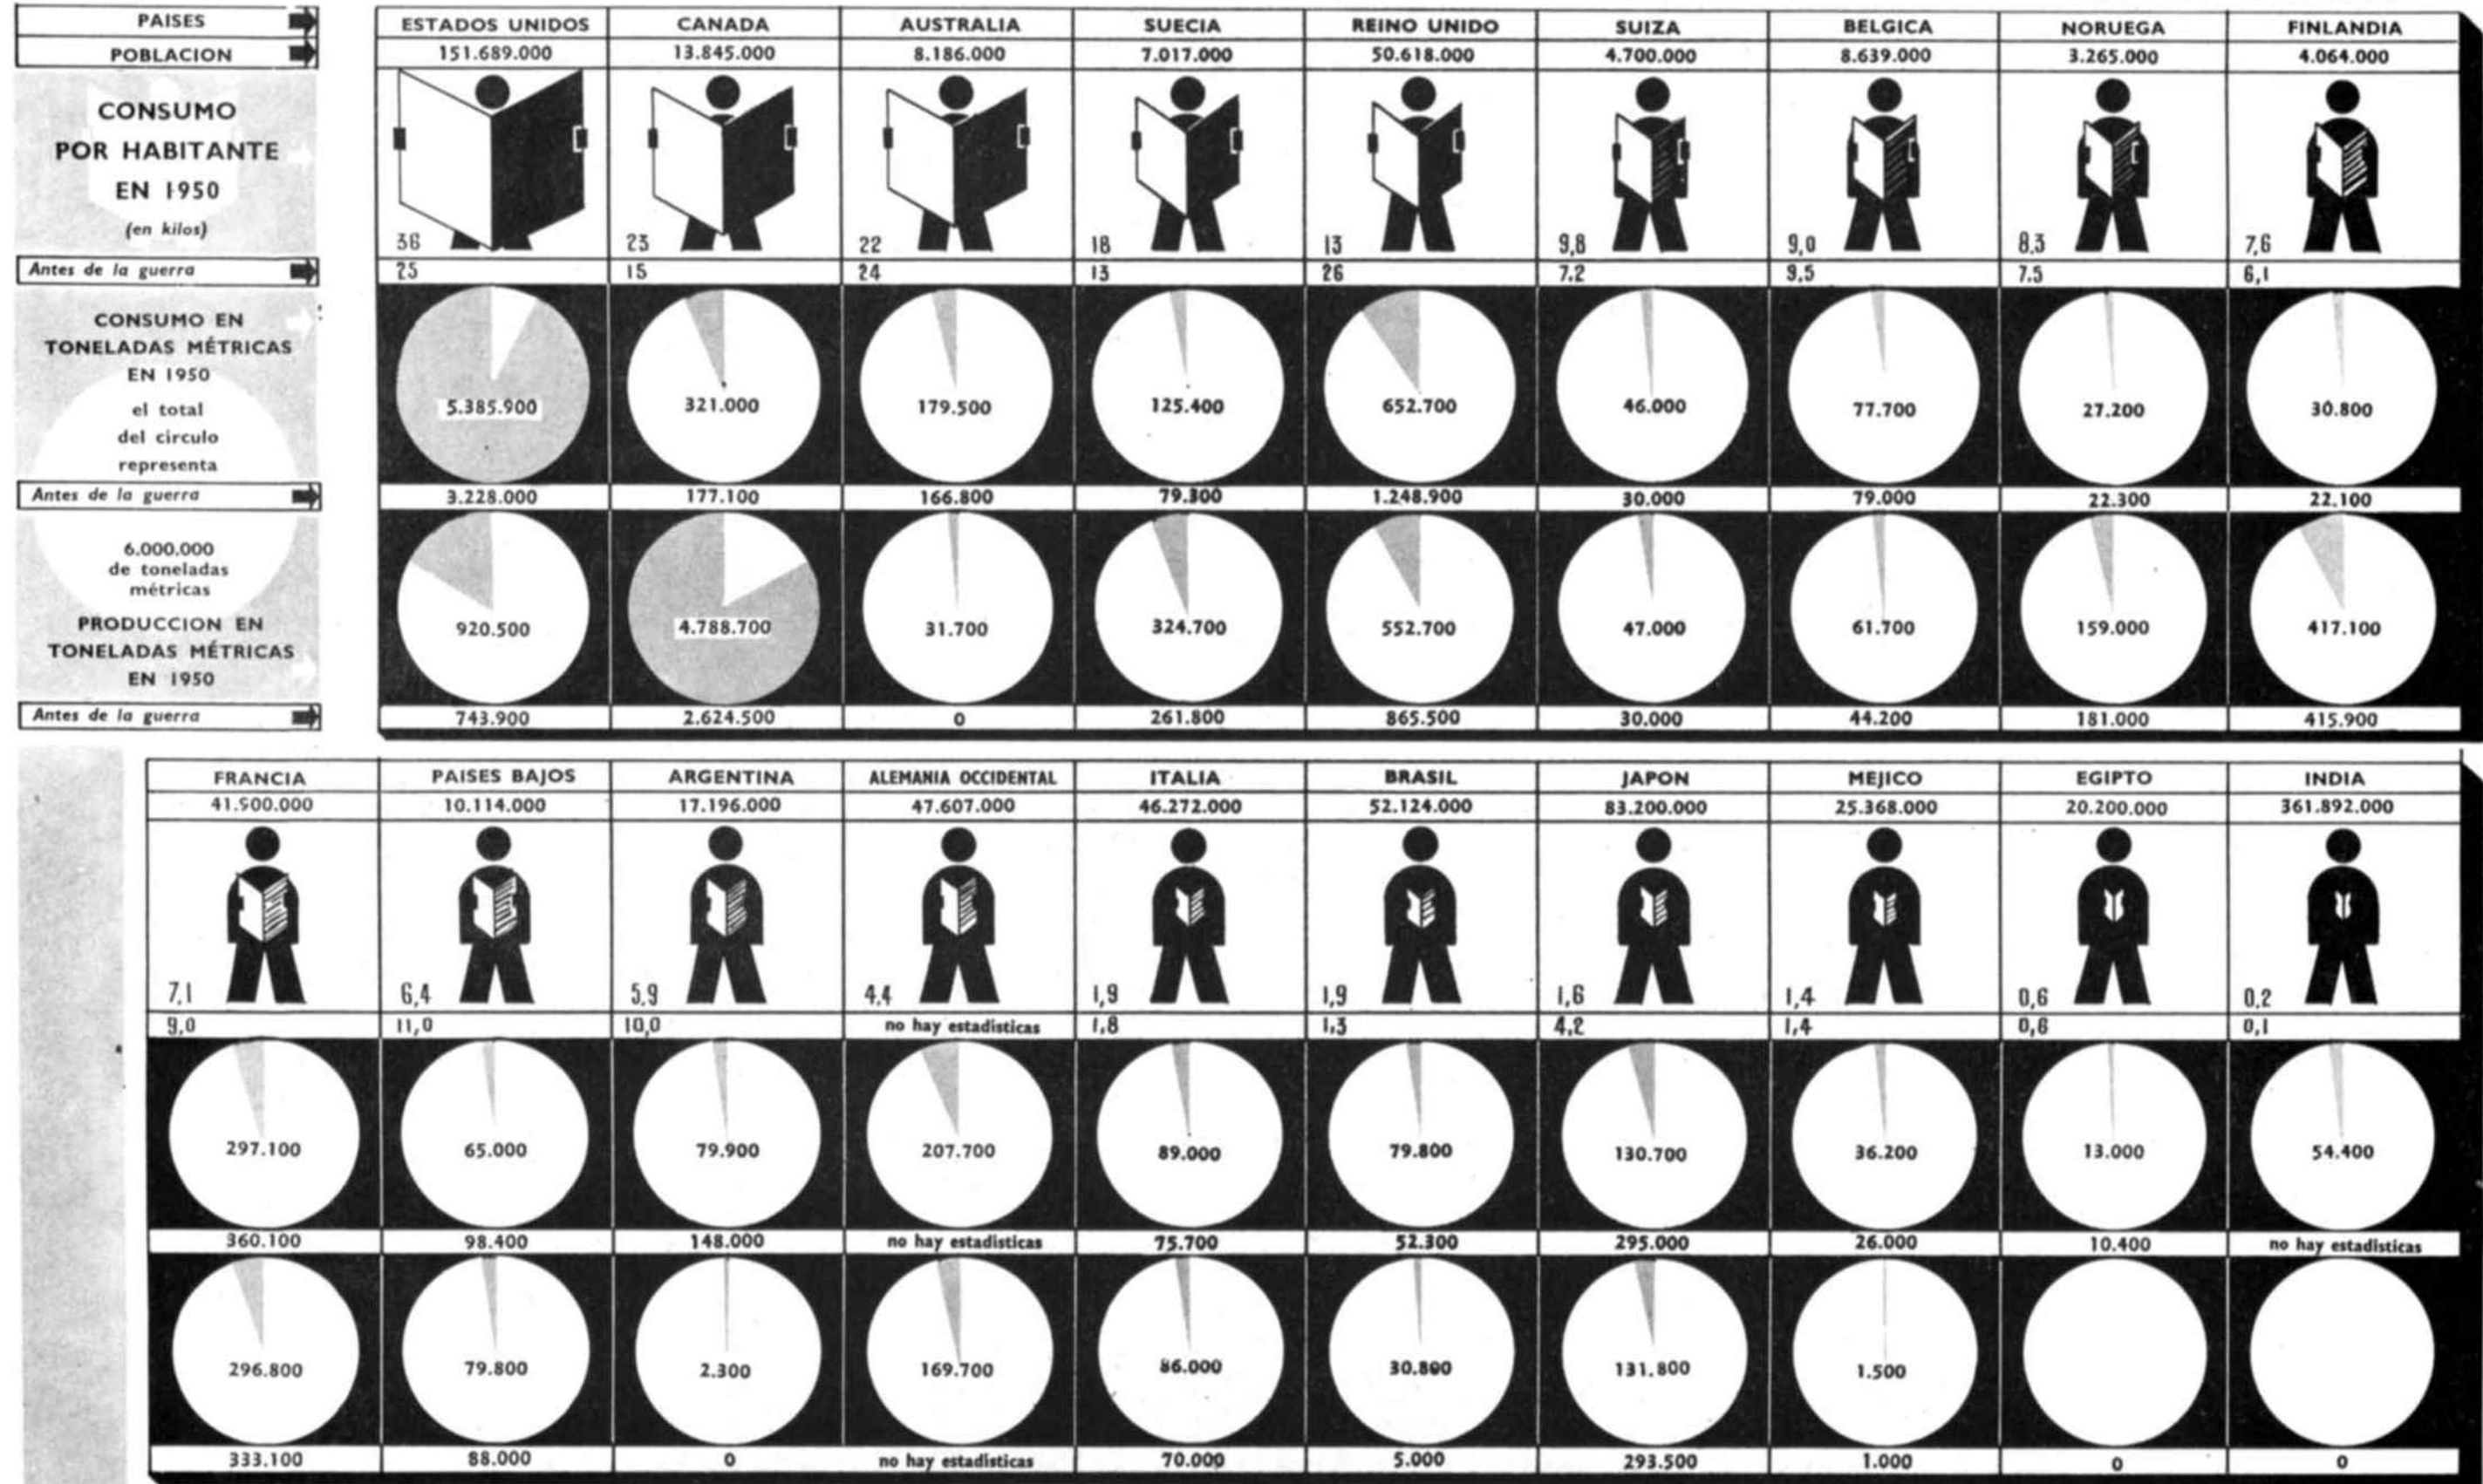 PAISES
POBLACION
CONSUMO
POR HABITANTE
EN 1950
(en kilos)
Antes de la guerra
CONSUMO EN
TONELADAS MÉTRICAS
EN 1950
el total
del circulo
representa
Antes de la guerra
6.000.000
de toneladas
métricas
PRODUCCION EN
TONELADAS MÉTRICAS
EN 1950
Antes de la guerra
ESTADOS UNIDOS CANADA AUSTRALIA SUECIA REINO UNIDO SUIZA BELGICA NORUEGA FINLANDIA
151.689.000 13.845.000 8.186.000 7.017.000 50.618.000 4.700.000 8.639.000 3.265.000 4.064.000
36 23 22 18 13 9,8 9,0 8,3 7,6
25 15 24 13 26 7,2 9,5 7,5 6,1
5.385.900 321.000 179.500 125.400 652.700 46.000 77.700 27.200 30.800
3.228.000 177.100 166.800 79.300 1.248.900 30.000 79.000 22.300 22.100
920.500 4.788.700 31.700 324.700 552.700 47.000 61.700 159.000 417.100
743.900 2.624.500 0 261.800 865.500 30.000 44.200 181.000 415.900
FRANCIA PAISES BAJOS ARGENTINA ALEMANIA OCCIDENTAL ITALIA BRASIL JAPON MEJICO EGIPTO INDIA
41.900.000 10.114.000 17.196.000 47.607.000 46.272.000 52.124.000 83.200.000 25.368.000 20.200.000 361.892.000
7,1 6,4 5,9 4,4 1,9 1,9 1,6 1,4 0,6 0,2
9,0 11,0 10,0 no hay estadisticas 1,8 1,3 4,2 1,4 0,6 0,1
297.100 65.000 79.900 207.700 89.000 79.800 130.700 36.200 13.000 54.400
360.100 98.400 148.000 no hay estadisticas 75.700 52.300 295.000 26.000 10.400 no hay estadisticas
296.800 79.800 2.300 169.700 86.000 30.800 131.800 1.500
333.100 88.000 0 no hay estadisticas 70.000 5.000 293.500 1.000 0 0